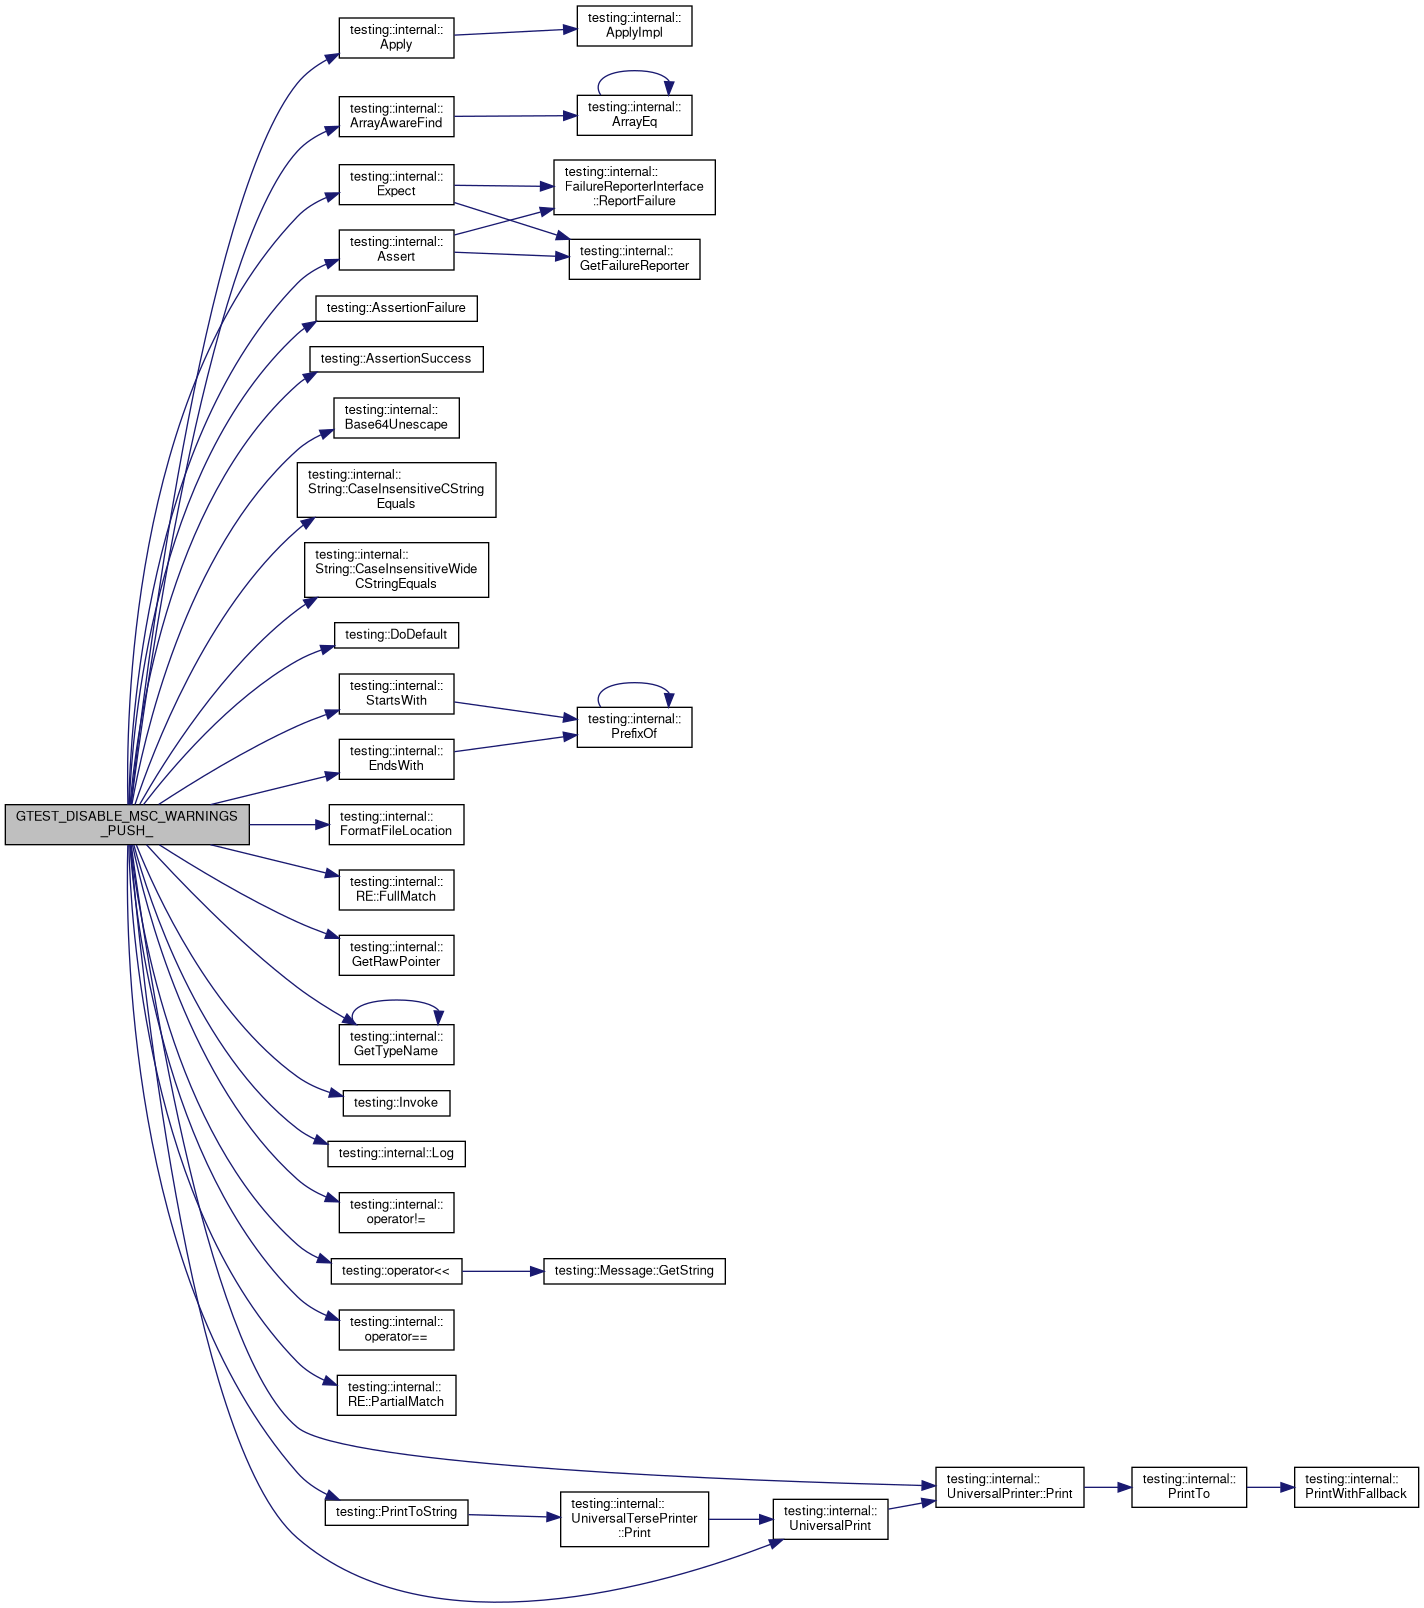 testing::internal::
Apply
testing::internal::
ApplyImpl
testing::internal::
ArrayAwareFind
testing::internal::
ArrayEq
testing::internal::
Expect
testing::internal::
FailureReporterInterface
::ReportFailure
testing::internal::
Assert
testing::internal::
GetFailureReporter
testing::AssertionFailure
testing::AssertionSuccess
testing::internal::
Base64Unescape
testing::internal::
String::CaseInsensitiveCString
Equals
testing::internal::
String::CaseInsensitiveWide
CStringEquals
testing::DoDefault
testing::internal::
StartsWith
testing::internal::
PrefixOf
testing::internal::
EndsWith
GTEST_DISABLE_MSC_WARNINGS
_PUSH_
testing::internal::
FormatFileLocation
testing::internal::
RE::FullMatch
testing::internal::
GetRawPointer
testing::internal::
GetTypeName
testing::Invoke
testing::internal::Log
testing::internal::
operator!=
testing::operator<<
testing::Message::GetString
testing::internal::
operator==
testing::internal::
RE::PartialMatch
testing::PrintToString
testing::internal::
UniversalTersePrinter
::Print
testing::internal::
UniversalPrint
testing::internal::
UniversalPrinter::Print
testing::internal::
PrintTo
testing::internal::
PrintWithFallback